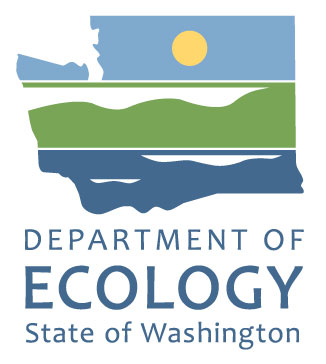 DEPARTMENT OF
ECOLOGY
State of Washington